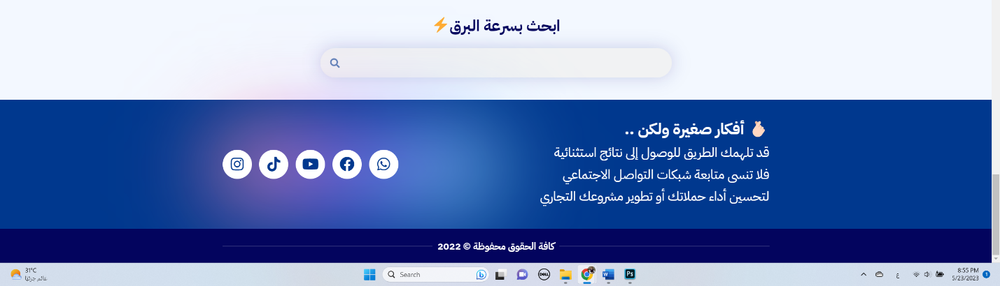 ابحث بسرعة البرق⚡
🫰🏻 أفكار صغيرة ولكن ..
قد تلهمك الطريق للوصول إلى نتائج استثنائية
فلا تنسى متابعة شبكات التواصل الاجتماعي
لتحسين أداء حملاتك أو تطوير مشروعك التجاري
كافة الحقوق محفوظة © 2022
31°C
غائم جزئيًا
Search
DELL
W
Ps
ع
8:55 PM
5/23/2023
1